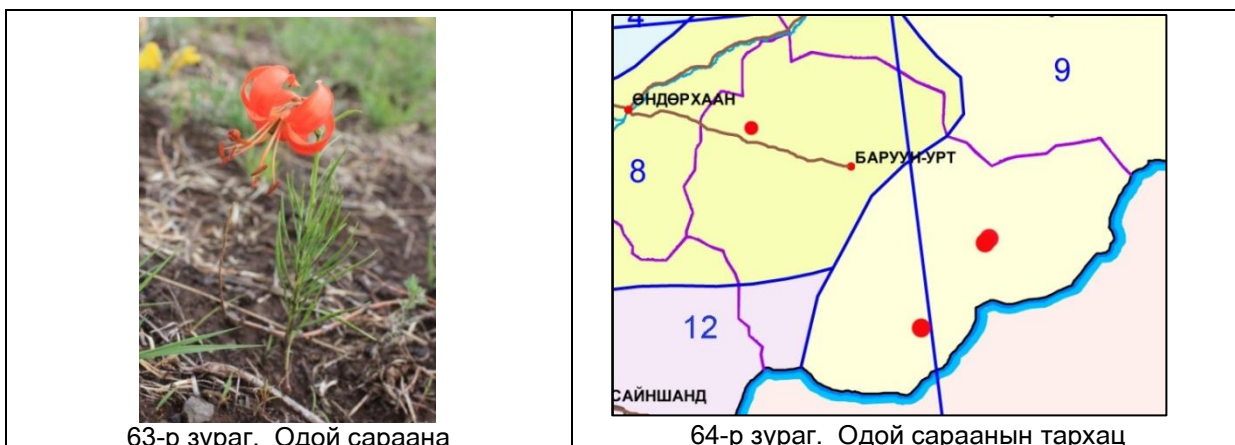 4
9
ӨНДӨРХААН
БАРУУН-УРТ
8
12
САЙНШАНД
63-р зураг. Одой сараана
64-р зураг. Одой сараанын тархац